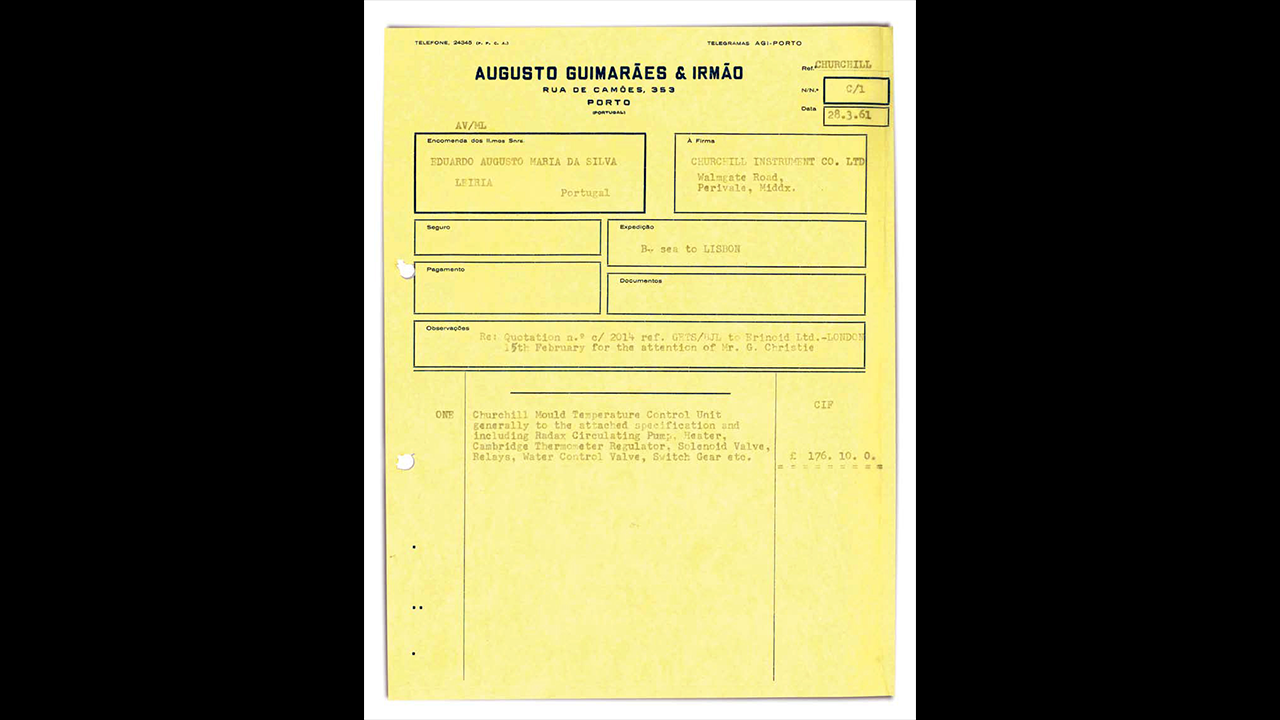 TELEFONE, 24345 (P. P. C. A.)
TELEGRAMAS AGI-PORTO
AUGUSTO GUIMARÃES & IRMÃO
RUA DE CAMÕES, 353
PORTO
(PORTUGAL)
Ref. CHURCHILL
N/N.º C/1
Data 28.3.61
AV/ML
Encomenda dos Ilmos Snrs.
EDUARDO AUGUSTO MARIA DA SILVA
LEIRIA
Portugal
À Firma
CHURCHILL INSTRUMENT CO. LTD
Walmgate Road,
Perivale, Middx.
Seguro
Expedição
By sea to LISBON
Pagamento
Documentos
Observações
Re: Quotation n.º c/ 2014 ref. /BJL to Erinoid Ltd.-LONDON
15th February for the attention of Mr. G. Christie
CIF
ONE Churchill Mould Temperature Control Unit
generally to the attached specification and
including Radax Circulating Pump, Heater,
Cambridge Thermometer Regulator, Solenoid Valve,
Relays, Water Control Valve, Switch Gear etc. £ 176. 10. 0.